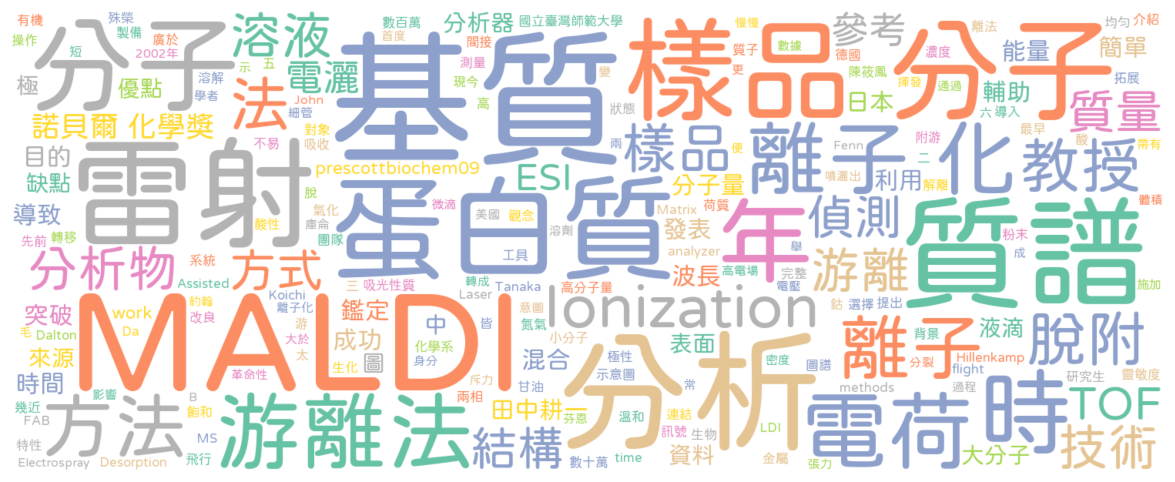 殊榮 數百萬 分析器 國立臺灣師範大學 慢慢 離法 均勻 介紹
有機 製備 首度 間接 質子 數據 參考 德國 濃度 能量 簡單
操作 短 廣於 溶液 測量 變 更 拓展
2002年 分子 基質 樣品 分子
極 示 五 電灑 現今 陳筱風 揮發 通過 輔助
優點 溶解 高 狀態 日本 六 導入 質量
學者 John 法 細管
諾貝爾 化學獎 不易 對象 吸收 兩 樣品 便 離子 Fenn 附游 最早 酸 帶有
目的 雷射 prescottbiochem09 ESI 噴灑出 二 化 教授
缺點 脫 分子量 利用 解離
導致 酸性 氣化 微滴 蛋白質 美國 觀念 溶劑 荷質 Matrix 年 偵測 體積
先前 轉移 庫侖 團隊 工具 發表 舉 質譜 粉末
分析物 系統 方式 三 吸光性質 轉成 高分子量 analyzer 高電場 完整 游離 成
Assisted Koichi Laser Tanaka 波長 電壓 施加
突破 約翰 離子化 鑑定 意圖 Ionization 鈷 選擇 提出
毛 Dalton work 改良 游 中 氮氣 背景 液滴 脫附
Da MALDI 大於 成功 皆 小分子 離子
來源 太 圖 化學系 極性 表面 密度 圖譜 分裂 Hillenkamp
時間 革命性 生化 身分 混合 示意圖 flight 研究生 靈敏度
幾近 影響 B 斥力 兩相 甘油 分析 常 methods 過程 TOF
FAB 方法 飽和 游離法 田中耕一 芬恩 溫和 連結 LDI 電荷 時
特性 MS 結構 訊號 生物 技術
Electrospray Desorption 飛行 數十萬 time 資料 金屬 張力 大分子